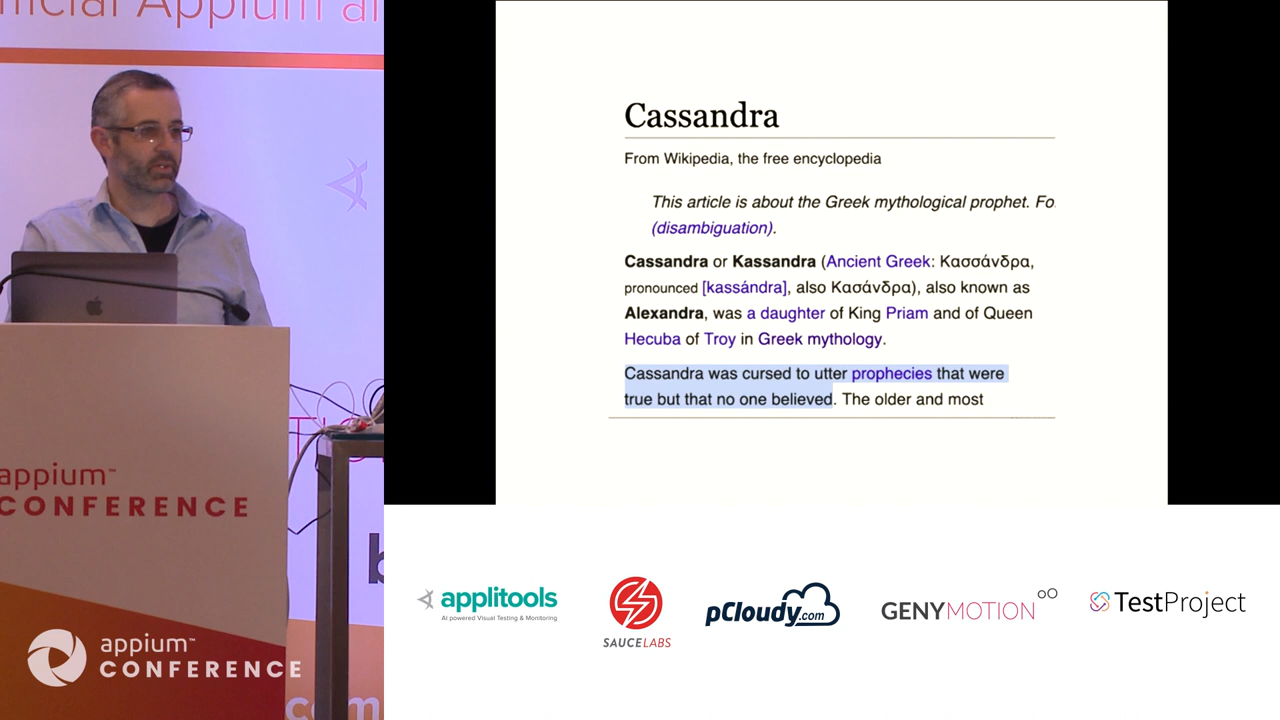 ficial Appium
appium™
CONFERENCE
appium™
CONFERENCE
com
Cassandra
From Wikipedia, the free encyclopedia
This article is about the Greek mythological prophet. Fo
(disambiguation).
Cassandra or Kassandra (Ancient Greek: Κασσάνδρα,
pronounced [kassándra], also Κασάνδρα), also known as
Alexandra, was a daughter of King Priam and of Queen
Hecuba of Troy in Greek mythology.
Cassandra was cursed to utter prophecies that were
true but that no one believed. The older and most
applitools
AI powered Visual Testing & Monitoring
SAUCELABS
pCloudy.com
GENYMOTION
TestProject